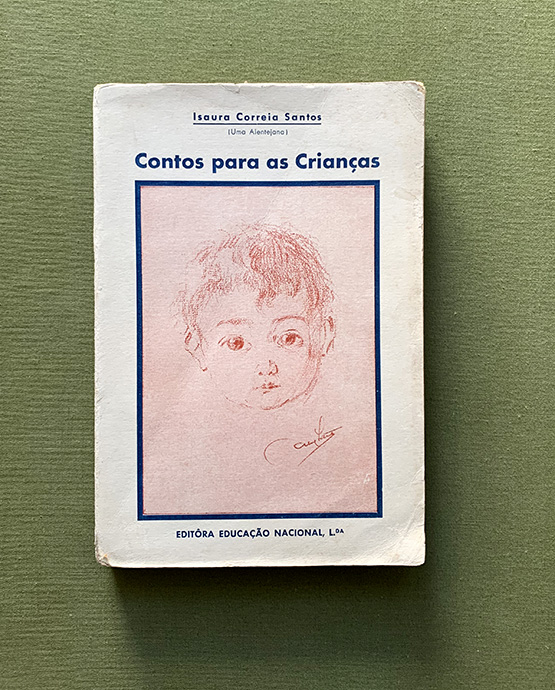 Isaura Correia Santos
(Uma Alentejana)
Contos para as Crianças
EDITÔRA EDUCAÇÃO NACIONAL, L.DA